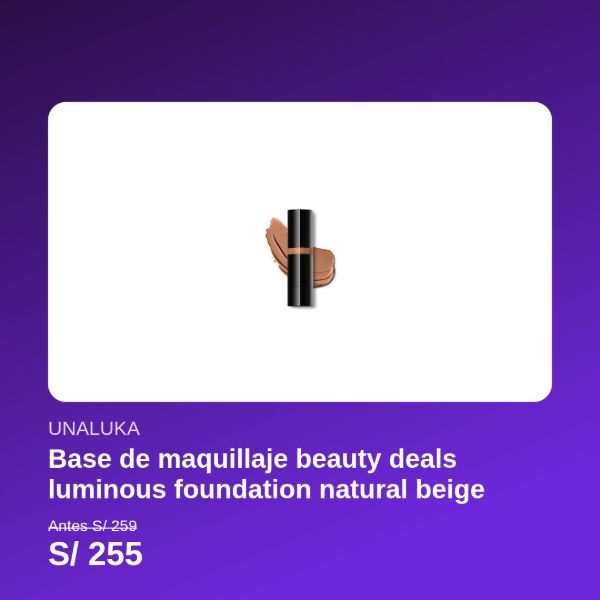 UNALUKA
Base de maquillaje beauty deals
luminous foundation natural beige
Antes S/ 259
S/ 255